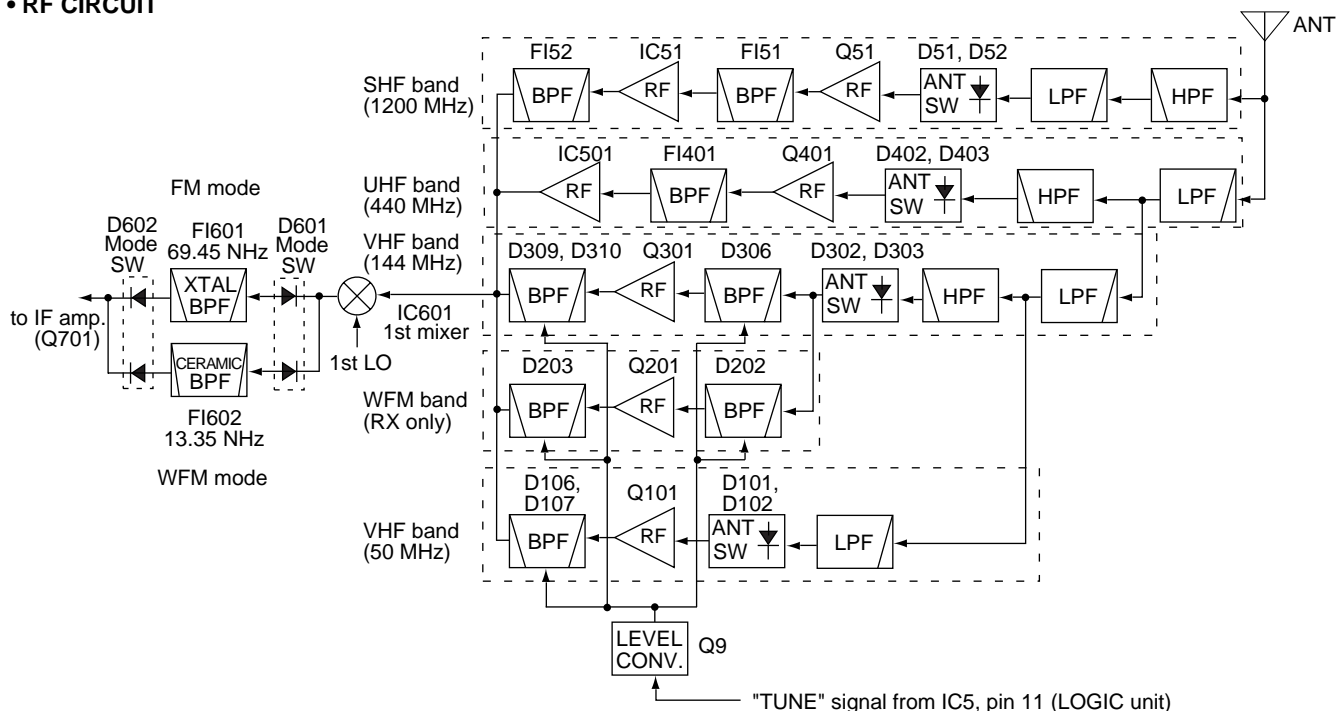 • RF CIRCUIT
ANT
SHF band
(1200 MHz)
FI52
BPF
IC51
RF
FI51
BPF
Q51
RF
D51, D52
ANT
SW
LPF
HPF
UHF band
(440 MHz)
IC501
RF
FI401
BPF
Q401
RF
D402, D403
ANT
SW
HPF
LPF
VHF band
(144 MHz)
D309, D310
BPF
Q301
RF
D306
BPF
D302, D303
ANT
SW
HPF
LPF
FM mode
D602
Mode
SW
FI601
69.45 NHz
XTAL
BPF
D601
Mode
SW
to IF amp.
(Q701)
CERAMIC
BPF
FI602
13.35 NHz
WFM mode
IC601
1st mixer
1st LO
WFM band
(RX only)
D203
BPF
Q201
RF
D202
BPF
VHF band
(50 MHz)
D106,
D107
BPF
Q101
RF
D101,
D102
ANT
SW
LPF
LEVEL
CONV.
Q9
"TUNE" signal from IC5, pin 11 (LOGIC unit)